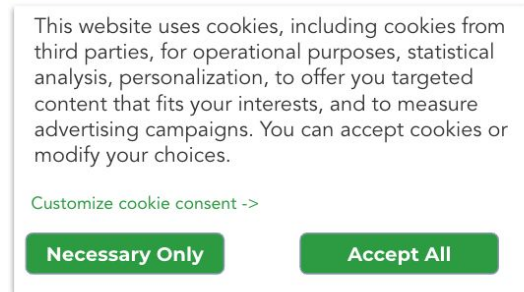 This website uses cookies, including cookies from
third parties, for operational purposes, statistical
analysis, personalization, to offer you targeted
content that fits your interests, and to measure
advertising campaigns. You can accept cookies or
modify your choices.
Customize cookie consent ->
Necessary Only
Accept All